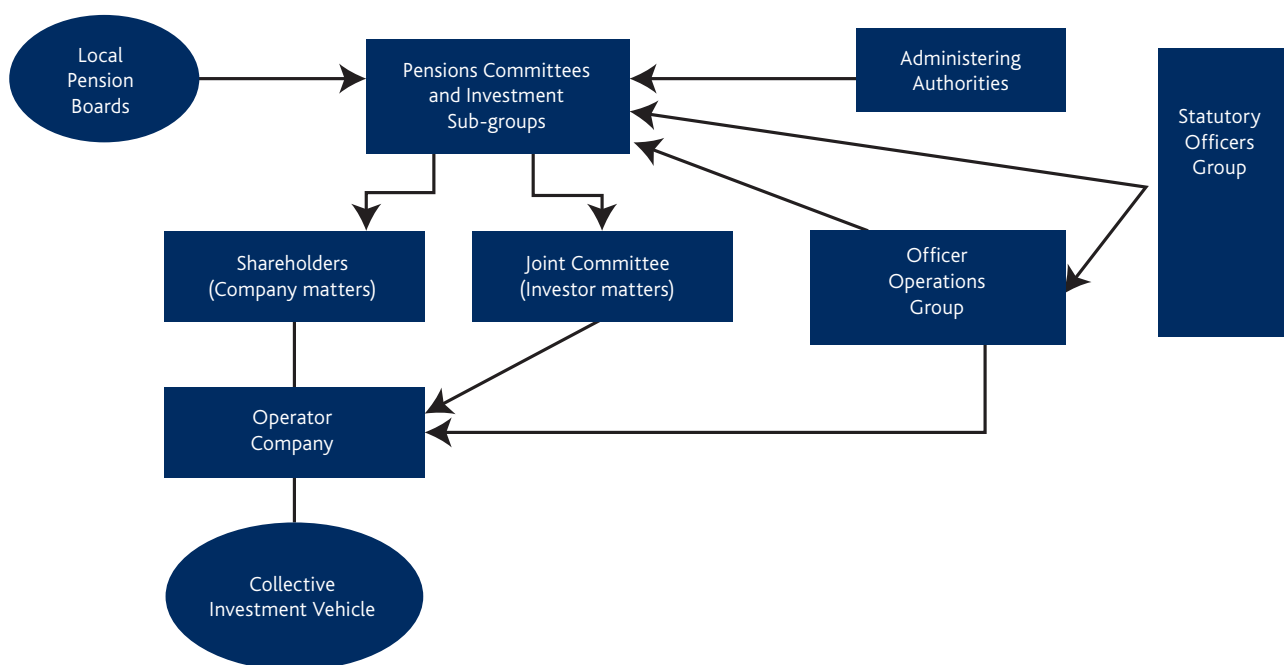 Local
Pension
Boards
Pensions Committees
and Investment
Sub-groups
Administering
Authorities
Statutory
Officers
Group
Shareholders
(Company matters)
Joint Committee
(Investor matters)
Officer
Operations
Group
Operator
Company
Collective
Investment Vehicle